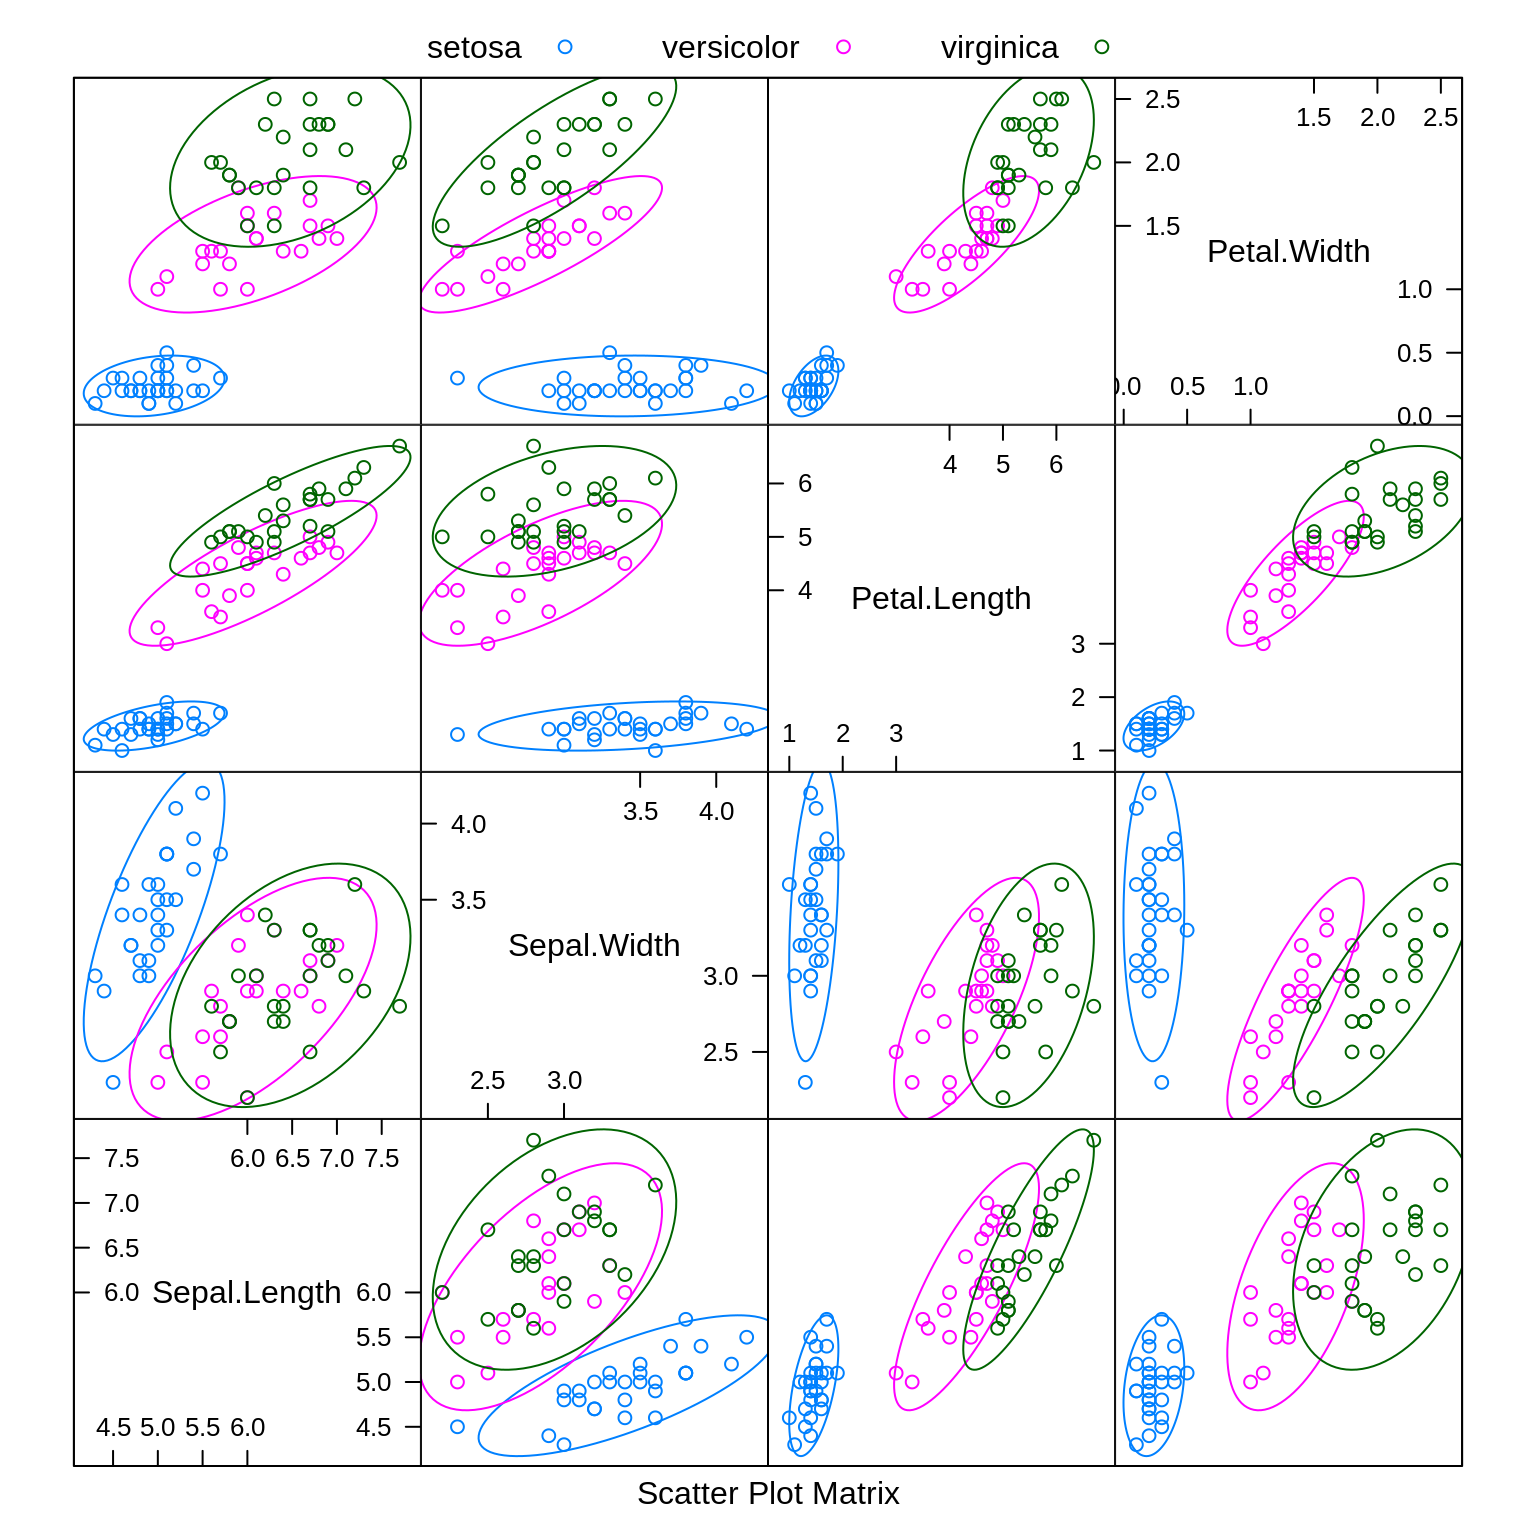 setosa versicolor virginica
2.5 1.5 2.0 2.5
2.0
1.5
Petal.Width
1.0
0.5
0.0 0.5 1.0
0.0
4 5 6
6
5
4 Petal.Length
3
2
1 2 3
1
3.5 4.0
4.0
3.5
Sepal.Width
3.0
2.5
2.5 3.0
7.5 6.0 6.5 7.0 7.5
7.0
6.5
6.0 Sepal.Length 6.0
5.5
5.0
4.5 5.0 5.5 6.0 4.5
Scatter Plot Matrix